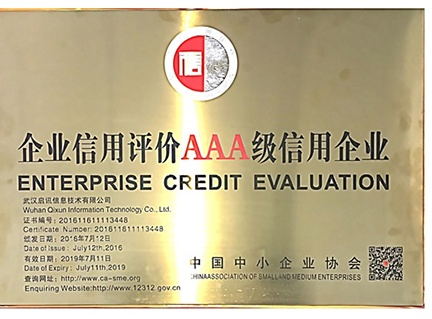 信
企业信用评价AAA级信用企业
ENTERPRISE CREDIT EVALUATION
武汉启讯信息技术有限公司
Wuhan Qixun Information Technology Co., Ltd.
证书编号: 201611611113448
Certificate Number: 201611611113448
颁发日期: 2016年7月12日
Date of Issue: July12th,2016
有效日期: 2019年7月11日
Date of Expiry: July11th,2019
查询网址: http://www.ca-sme.org
Enquiring Website:http://www.12312.gov.cn
中国中小企业协会
CHINAASSOCIATION OF SMALLAND MEDIUM ENTERPRISES